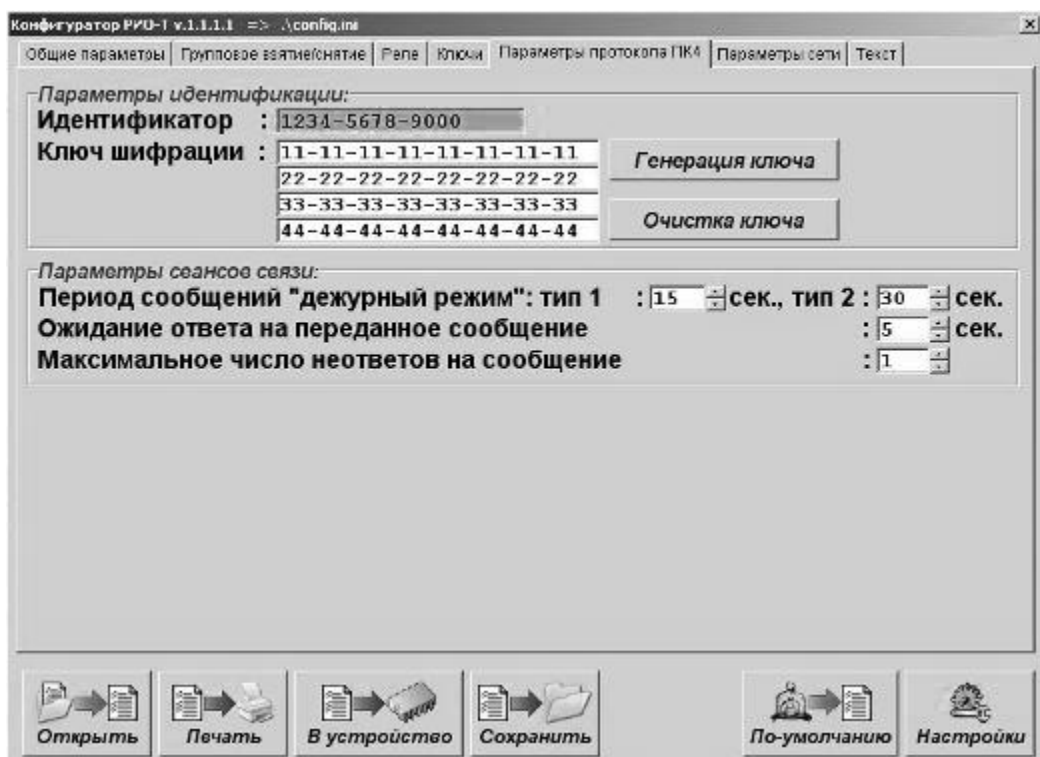 Конфигуратор РРО-Т v.1.1.1.1 => .\config.ini
Общие параметры Групповое взятие/снятие Реле Ключи Параметры протокола ПК4 Параметры сети Текст
Параметры идентификации:
Идентификатор : 1234-5678-9000
Ключ шифрации : 11-11-11-11-11-11-11-11 Генерация ключа
22-22-22-22-22-22-22-22
33-33-33-33-33-33-33-33 Очистка ключа
44-44-44-44-44-44-44-44
Параметры сеансов связи:
Период сообщений "дежурный режим": тип 1 : 15 сек., тип 2 : 30 сек.
Ожидание ответа на переданное сообщение : 5 сек.
Максимальное число неответов на сообщение : 1
Открыть Печать В устройство Сохранить По-умолчанию Настройки